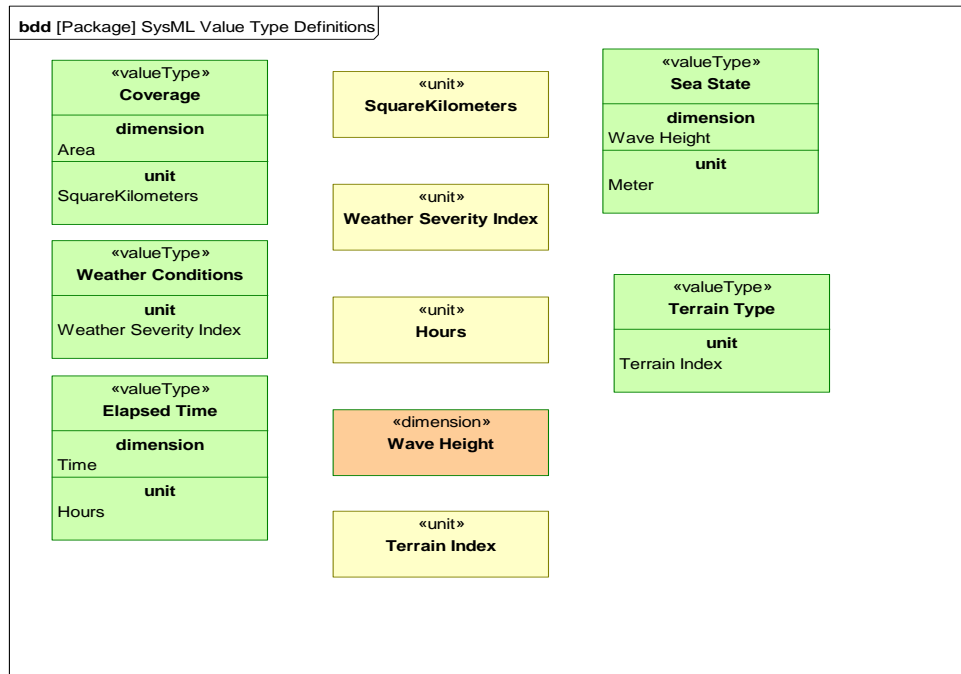 bdd [Package] SysML Value Type Definitions
«valueType»
Coverage
dimension
Area
unit
SquareKilometers
«valueType»
Weather Conditions
unit
Weather Severity Index
«valueType»
Elapsed Time
dimension
Time
unit
Hours
«unit»
SquareKilometers
«unit»
Weather Severity Index
«unit»
Hours
«dimension»
Wave Height
«unit»
Terrain Index
«valueType»
Sea State
dimension
Wave Height
unit
Meter
«valueType»
Terrain Type
unit
Terrain Index